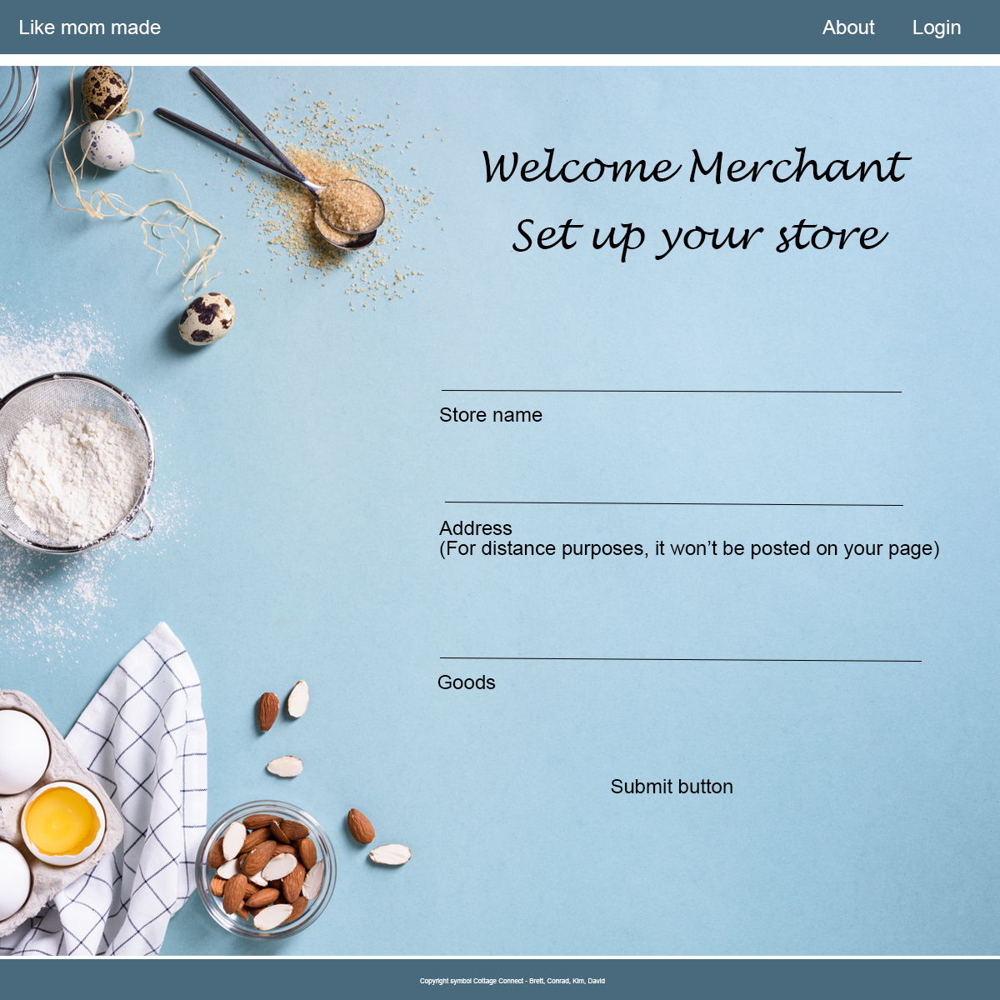 Like mom made
About
Login
Welcome Merchant
Set up your store
Store name
Address
(For distance purposes, it won’t be posted on your page)
Goods
Submit button
Copyright symbol Cottage Connect - Brett, Conrad, Kim, David